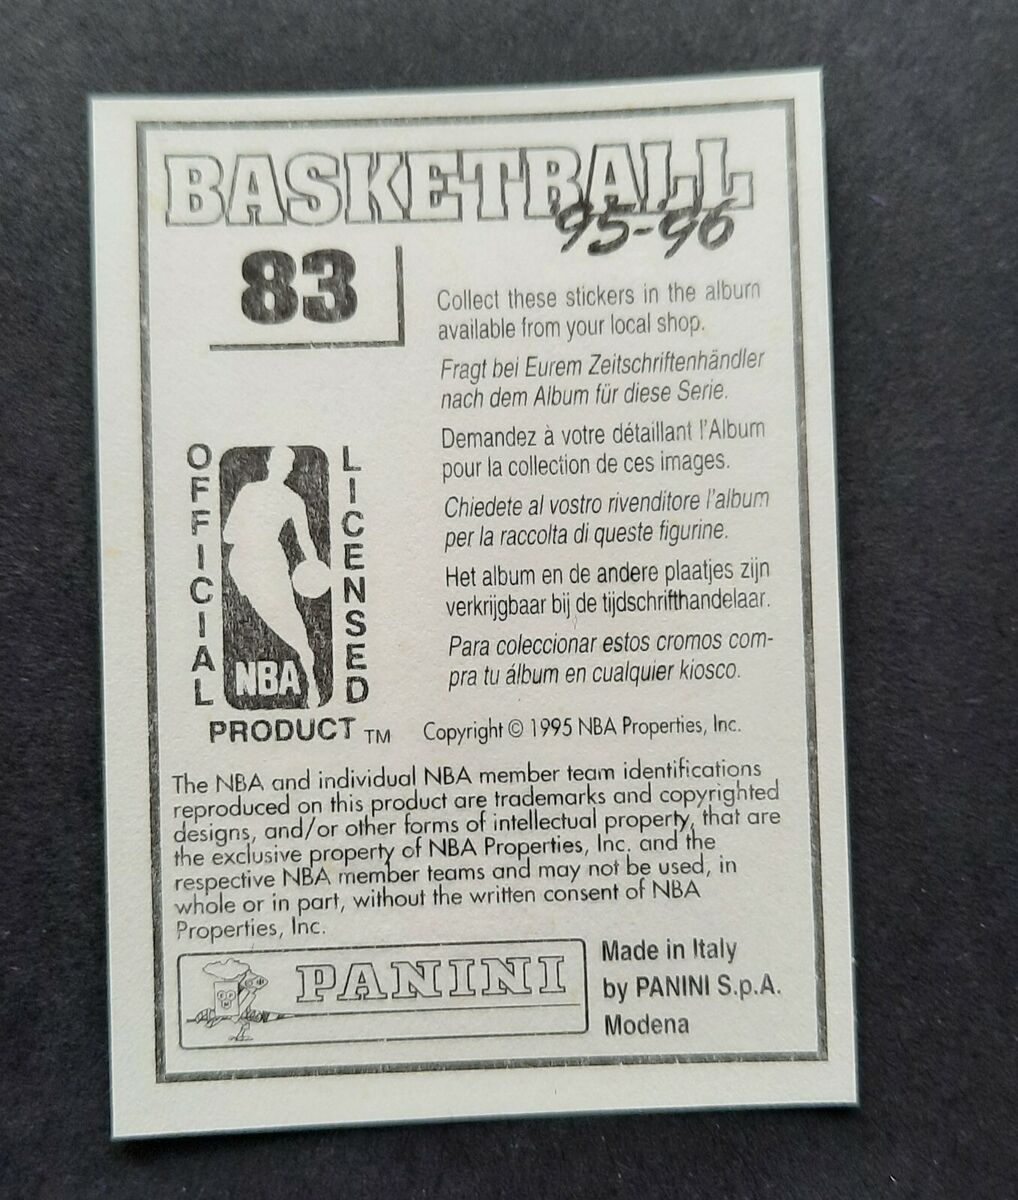 BASKETBALL
95-96
83
Collect these stickers in the album
available from your local shop.
Fragt bei Eurem Zeitschriftenhändler
nach dem Album für diese Serie.
Demandez à votre détaillant l'Album
pour la collection de ces images.
Chiedete al vostro rivenditore l'album
per la raccolta di queste figurine.
Het album en de andere plaatjes zijn
verkrijgbaar bij de tijdschrifthandelaar.
Para coleccionar estos cromos com-
pra tu álbum en cualquier kiosco.
OFFICIAL
LICENSED
NBA
PRODUCT TM
Copyright © 1995 NBA Properties, Inc.
The NBA and individual NBA member team identifications
reproduced on this product are trademarks and copyrighted
designs, and/or other forms of intellectual property, that are
the exclusive property of NBA Properties, Inc. and the
respective NBA member teams and may not be used, in
whole or in part, without the written consent of NBA
Properties, Inc.
PANINI
Made in Italy
by PANINI S.p.A.
Modena